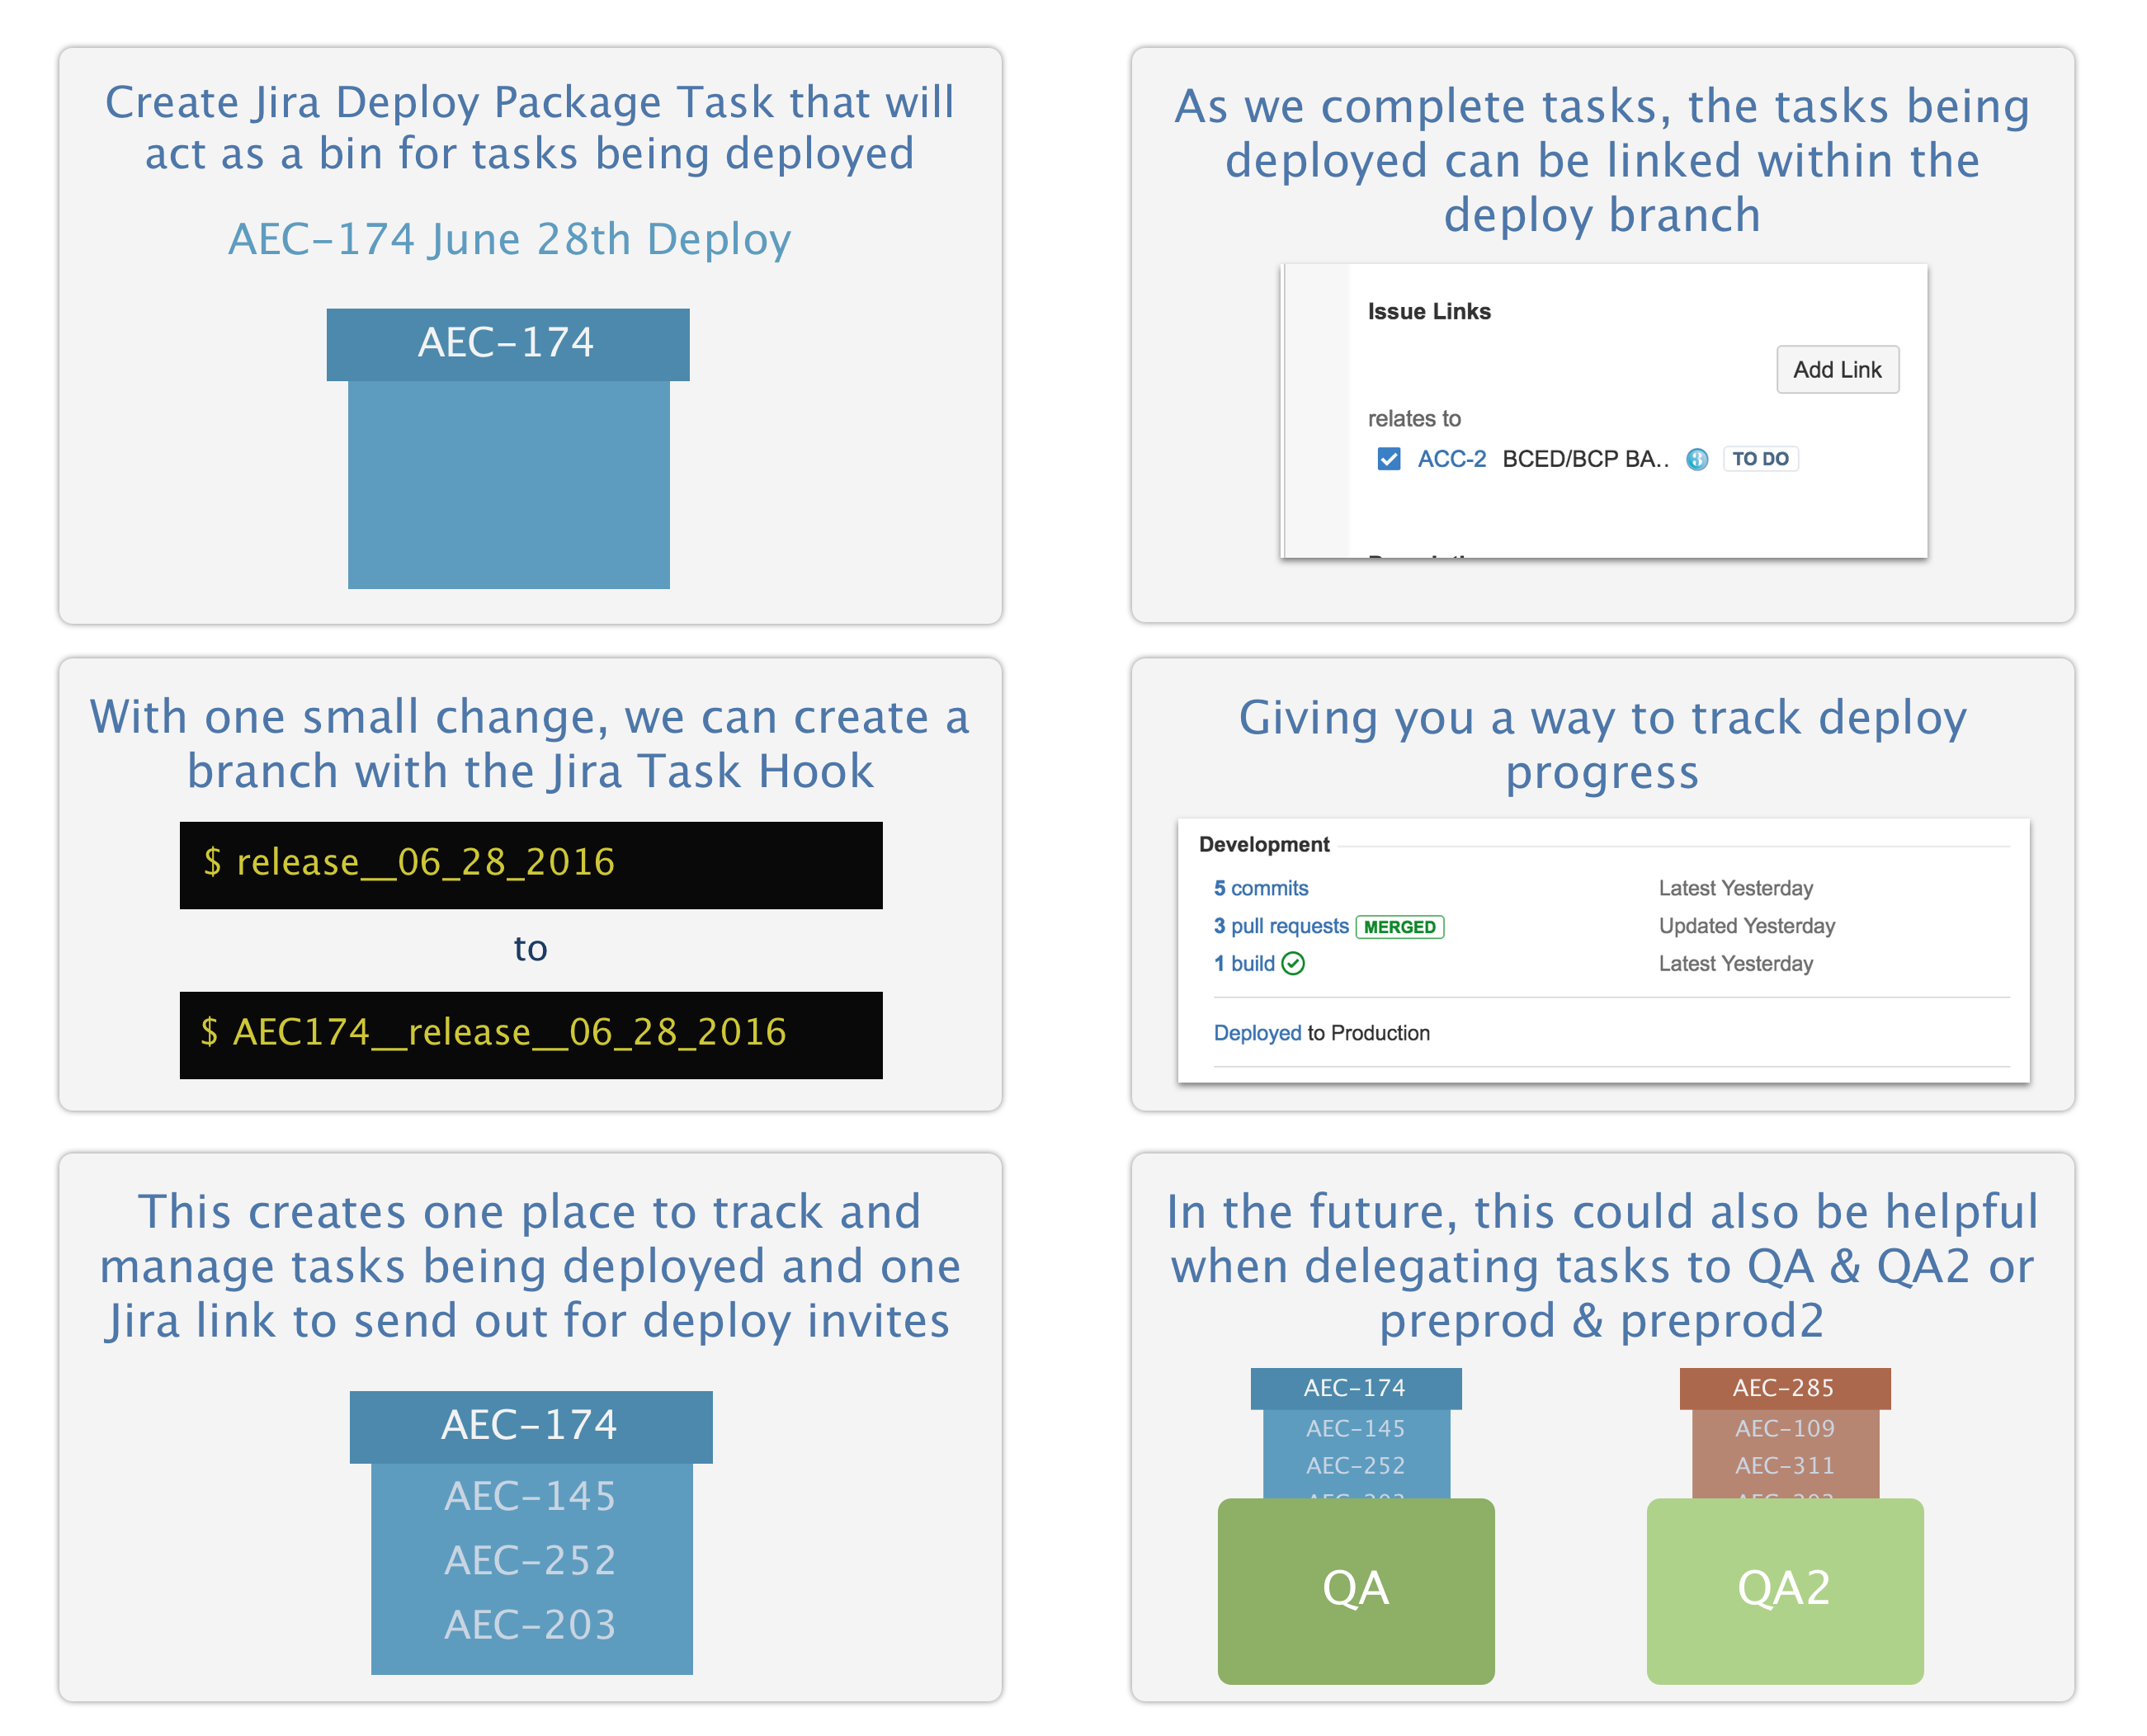 Create Jira Deploy Package Task that will
act as a bin for tasks being deployed
AEC-174 June 28th Deploy
AEC-174
As we complete tasks, the tasks being
deployed can be linked within the
deploy branch
Issue Links
Add Link
relates to
ACC-2 BCED/BCP BA.. 3 TO DO
With one small change, we can create a
branch with the Jira Task Hook
$ release__06_28_2016
to
$ AEC174__release__06_28_2016
Giving you a way to track deploy
progress
Development
5 commits Latest Yesterday
3 pull requests MERGED Updated Yesterday
1 build Latest Yesterday
Deployed to Production
This creates one place to track and
manage tasks being deployed and one
Jira link to send out for deploy invites
AEC-174
AEC-145
AEC-252
AEC-203
In the future, this could also be helpful
when delegating tasks to QA & QA2 or
preprod & preprod2
AEC-174
AEC-145
AEC-252
QA
AEC-285
AEC-109
AEC-311
QA2